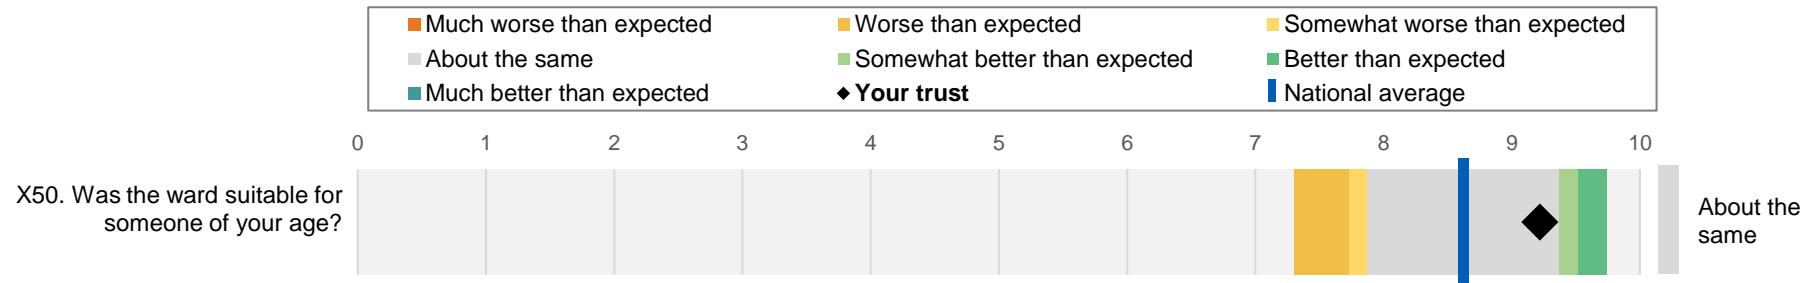 Much worse than expected
Worse than expected
Somewhat worse than expected
About the same
Somewhat better than expected
Better than expected
Much better than expected
Your trust
National average
0 1 2 3 4 5 6 7 8 9 10
X50. Was the ward suitable for
someone of your age?
About the
same